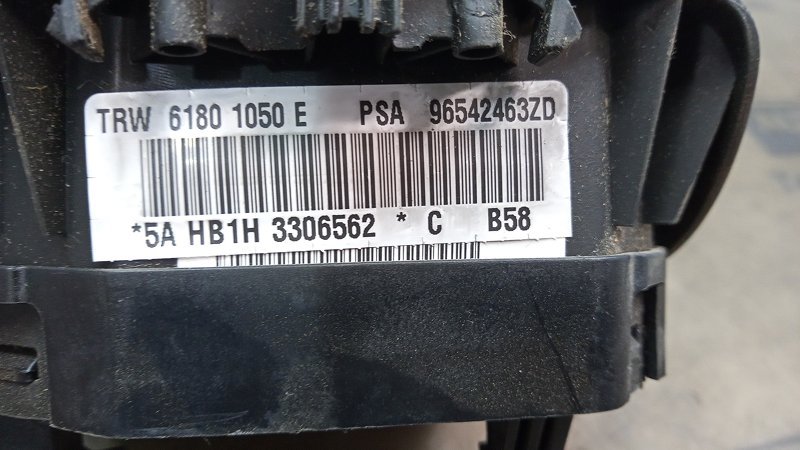 TRW 6180 1050 E PSA 96542463ZD
*5A HB1H 3306562 * C B58